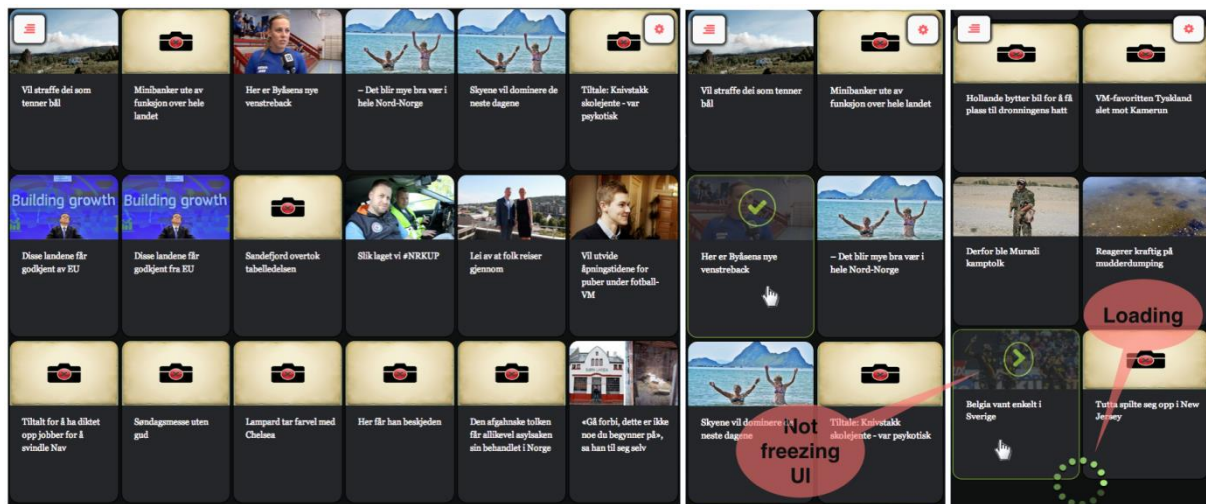 Vil straffe dei som
tenner bål
Minibanker ute av
funksjon over hele
landet
Her er Byåsens nye
venstreback
– Det blir mye bra vær i
hele Nord-Norge
Skyene vil dominere de
neste dagene
Tiltale: Knivstakk
skolejente - var
psykotisk
Building growth
Disse landene får
godkjent av EU
Building growth
Disse landene får
godkjent fra EU
Sandefjord overtok
tabelledelsen
Slik laget vi #NRKUP
Lei av at folk reiser
gjennom
Vil utvide
åpningstidene for
puber under fotball-
VM
Tiltalt for å ha diktet
opp jobber for å
svindle Nav
Søndagsmesse uten
gud
Lampard tar farvel med
Chelsea
Her får han beskjeden
Den afgahnske tolken
får allikevel asylsaken
sin behandlet i Norge
«Gå forbi, dette er ikke
noe du begynner på»,
sa han til seg selv
Vil straffe dei som tenner
bål
Minibanker ute av
funksjon over hele landet
Her er Byåsens nye
venstreback
– Det blir mye bra vær i
hele Nord-Norge
Skyene vil dominere
neste dagene
Tiltale: Knivstakk
skolejente - var psykotisk
Not
freezing
UI
Hollande bytter bil for å få
plass til dronningens hatt
VM-favoritten Tyskland
slet mot Kamerun
Derfor ble Muradi
kamptolk
Reagerer kraftig på
mudderdumping
Loading
Belgia vant enkelt i
Sverige
Tutta spilte seg opp i New
Jersey